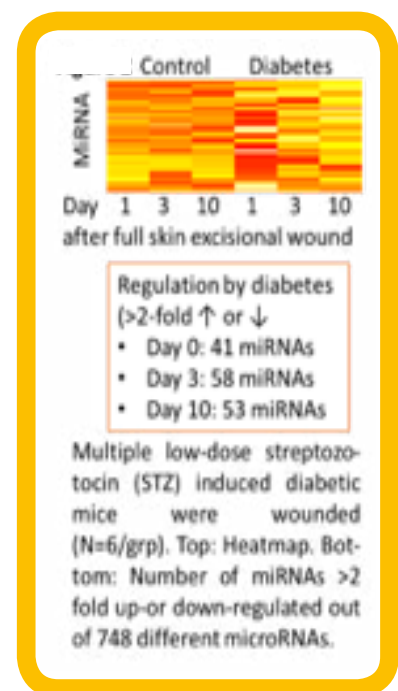 Control Diabetes
MiRNA
Day 1 3 10 1 3 10
after full skin excisional wound
Regulation by diabetes
(>2-fold ↑ or ↓
• Day 0: 41 miRNAs
• Day 3: 58 miRNAs
• Day 10: 53 miRNAs
Multiple low-dose streptozo-
tocin (STZ) induced diabetic
mice were wounded
(N=6/grp). Top: Heatmap. Bot-
tom: Number of miRNAs >2
fold up-or down-regulated out
of 748 different microRNAs.